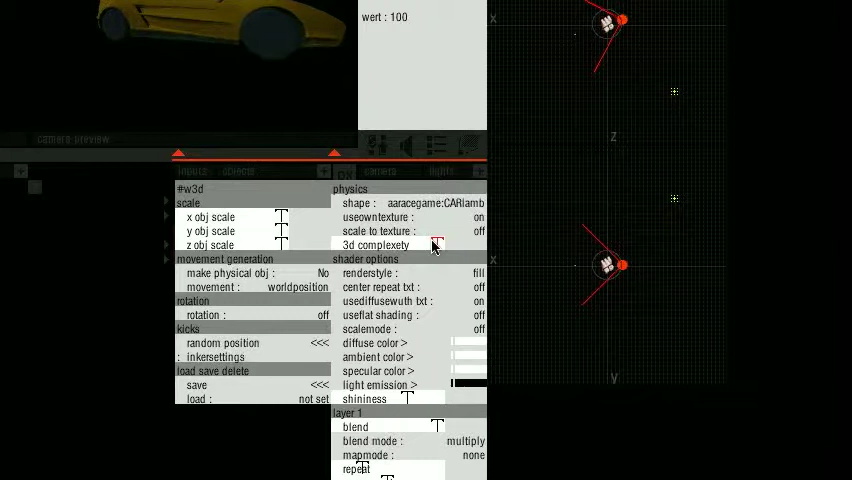 wert : 100
X
camera preview
Z
inputs objects + camera lights +
#w3d
scale
x obj scale
y obj scale
z obj scale
movement generation
make physical obj : No
movement : worldposition
rotation
rotation : off
kicks
random position <<<
: inkersettings
load save delete
save <<<
load : not set
physics
shape : aaracegame:CARlamb
useowntexture : on
scale to texture : off
3d complexety
shader options
renderstyle : fill
center repeat txt : off
usediffusewuth txt : on
useflat shading : off
scalemode : off
diffuse color >
ambient color >
specular color >
light emission >
shininess
layer 1
blend
blend mode : multiply
mapmode : none
repeat
X
y